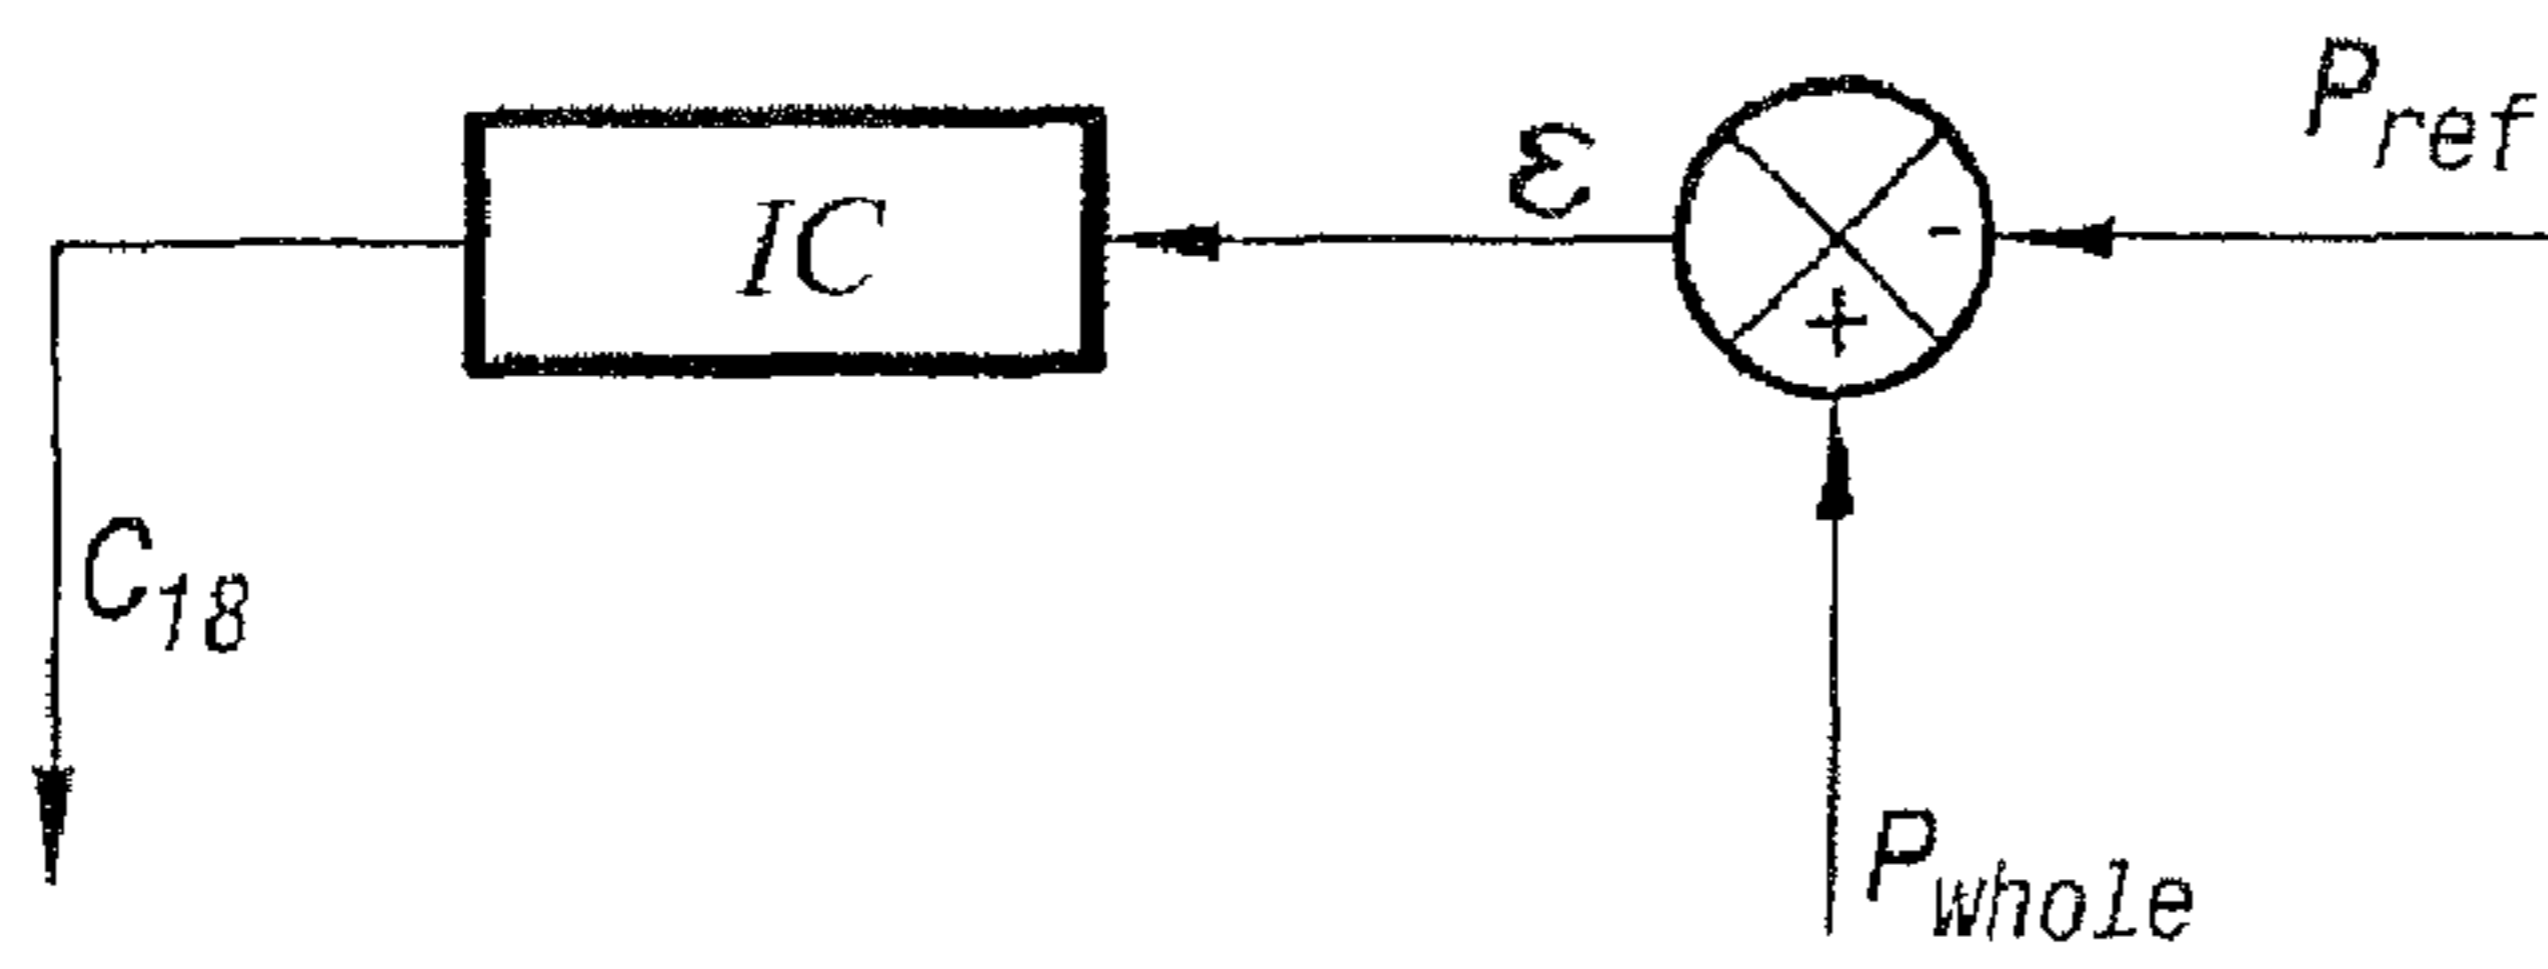 P_ref
ε
IC
-
+
C_18
P_whole